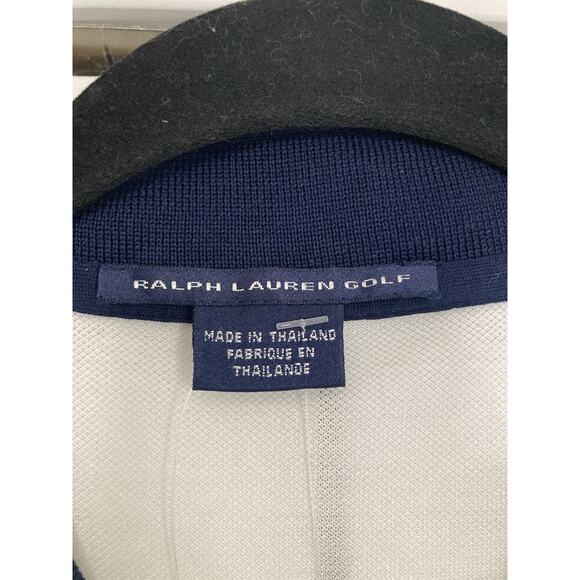 RALPH LAUREN GOLF
MADE IN THAILAND
FABRIQUE EN
THAILANDE